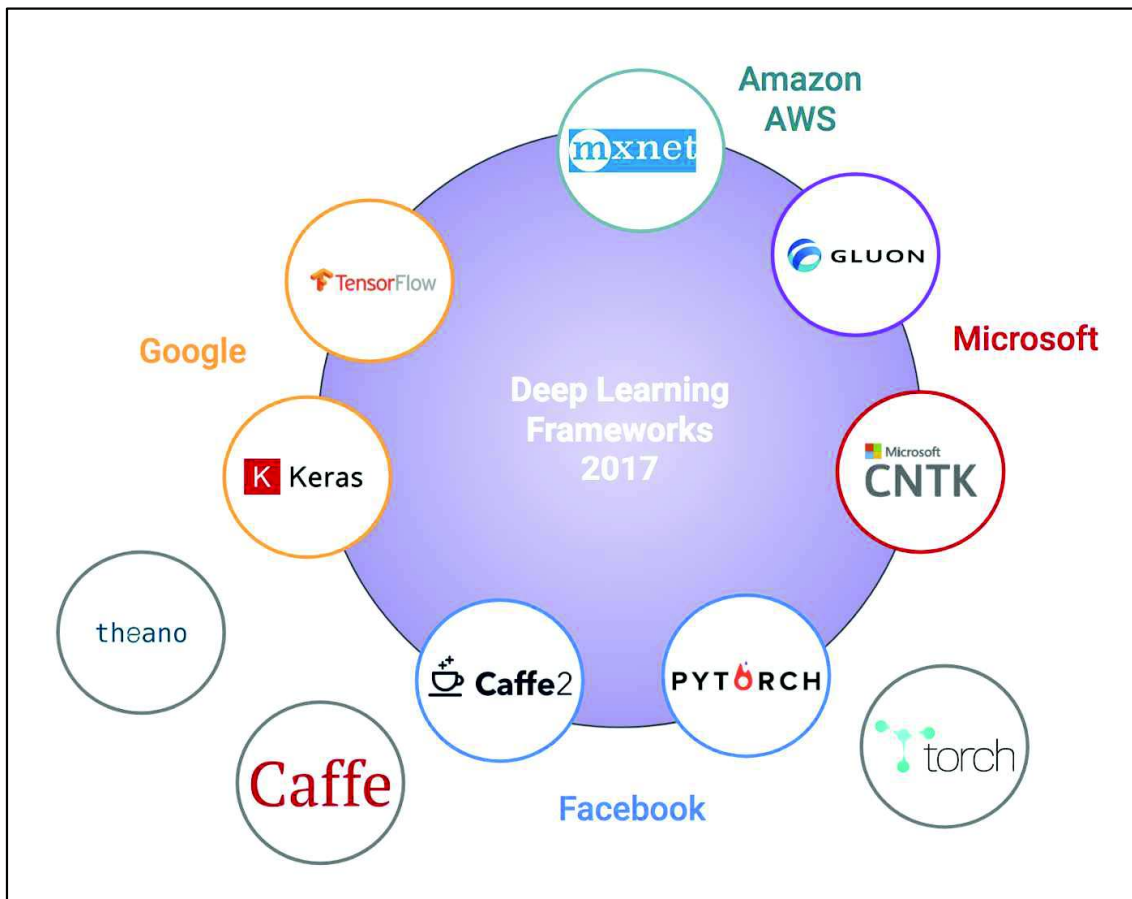 Amazon
AWS
mxnet
GLUON
TensorFlow
Google
Microsoft
Deep Learning
Frameworks
2017
K Keras
Microsoft
CNTK
theano
Caffe2
PYTORCH
Caffe
torch
Facebook